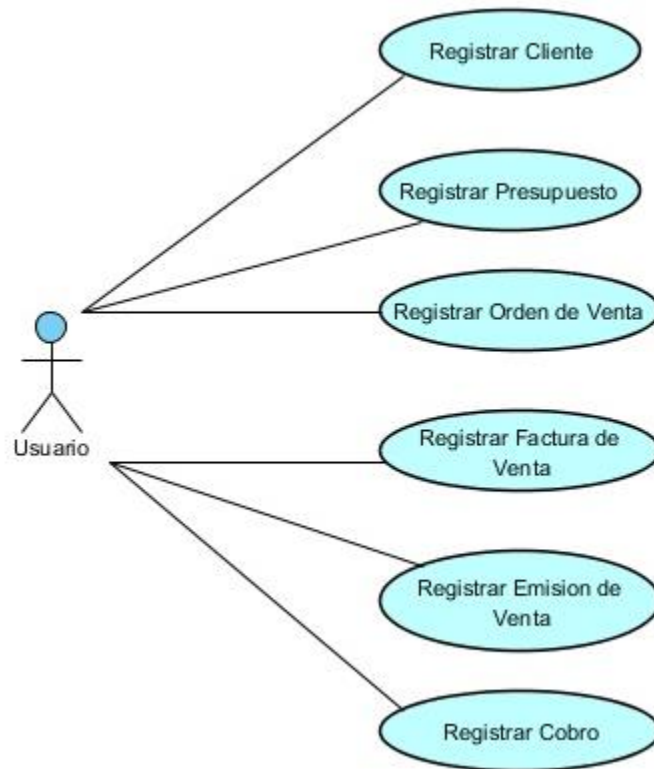 Registrar Cliente
Registrar Presupuesto
Registrar Orden de Venta
Usuario
Registrar Factura de
Venta
Registrar Emision de
Venta
Registrar Cobro